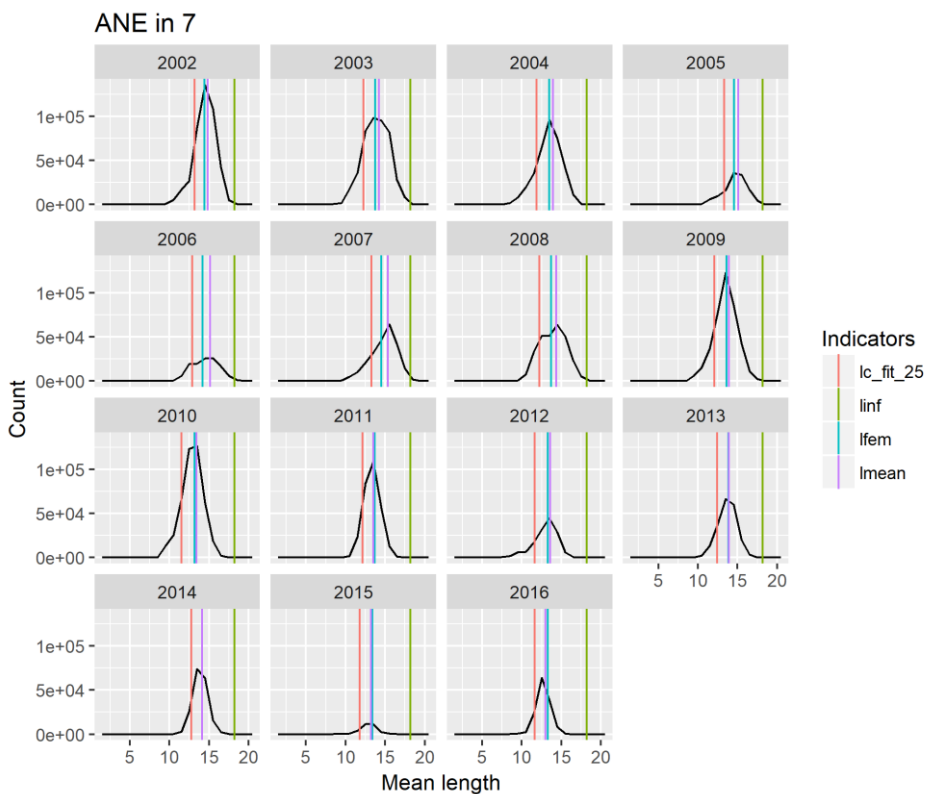 ANE in 7
2002 2003 2004 2005
1e+05
5e+04
0e+00
2006 2007 2008 2009
1e+05
5e+04
0e+00
2010 2011 2012 2013
1e+05
5e+04
0e+00
5 10 15 20
2014 2015 2016
1e+05
5e+04
0e+00
5 10 15 20 5 10 15 20 5 10 15 20
Mean length
Count
Indicators
lc_fit_25
linf
lfem
lmean